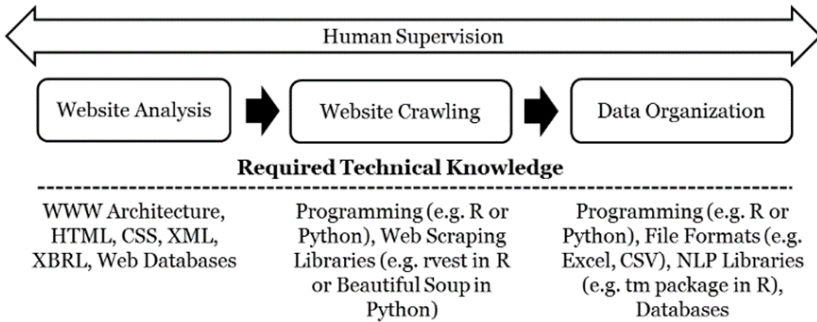 Human Supervision
Website Analysis
Website Crawling
Data Organization
Required Technical Knowledge
WWW Architecture,
HTML, CSS, XML,
XBRL, Web Databases
Programming (e.g. R or
Python), Web Scraping
Libraries (e.g. rvest in R
or Beautiful Soup in
Python)
Programming (e.g. R or
Python), File Formats (e.g.
Excel, CSV), NLP Libraries
(e.g. tm package in R),
Databases